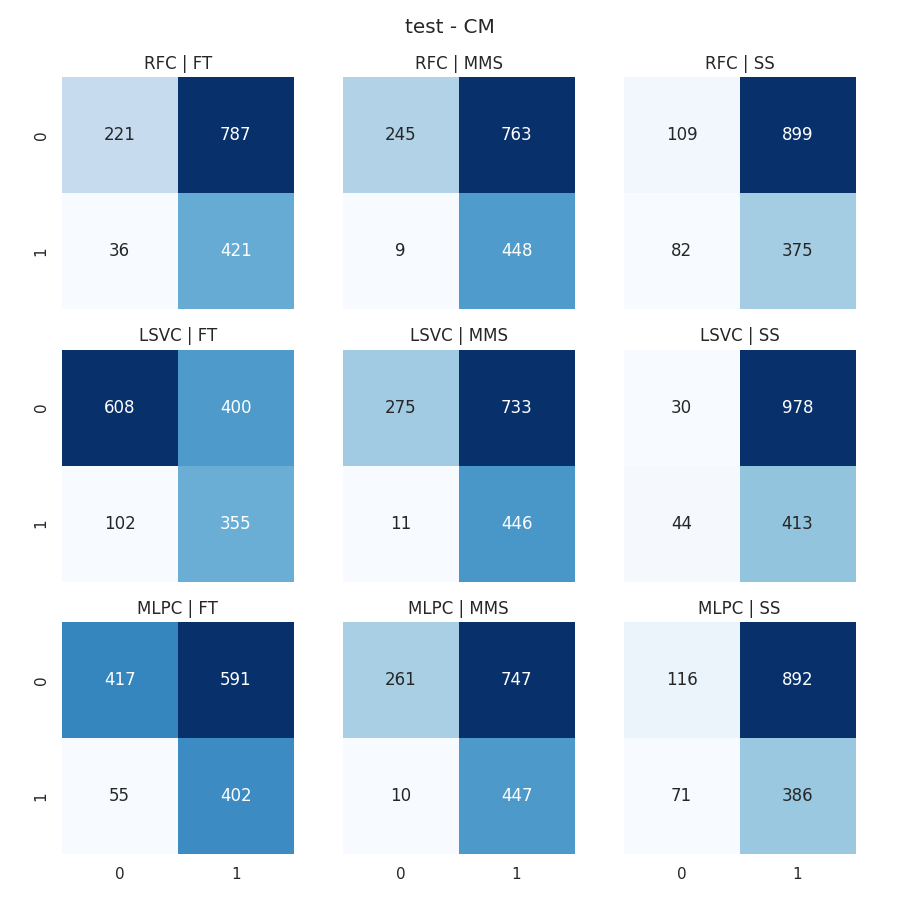 test - CM
RFC | FT RFC | MMS RFC | SS
0 221 787 245 763 109 899
1 36 421 9 448 82 375
LSVC | FT LSVC | MMS LSVC | SS
0 608 400 275 733 30 978
1 102 355 11 446 44 413
MLPC | FT MLPC | MMS MLPC | SS
0 417 591 261 747 116 892
1 55 402 10 447 71 386
0 1 0 1 0 1